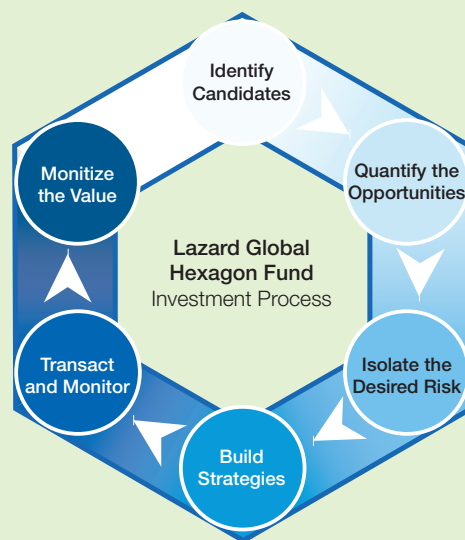 Identify
Candidates
Quantify the
Opportunities
Isolate the
Desired Risk
Build
Strategies
Transact
and Monitor
Monitize
the Value
Lazard Global
Hexagon Fund
Investment Process